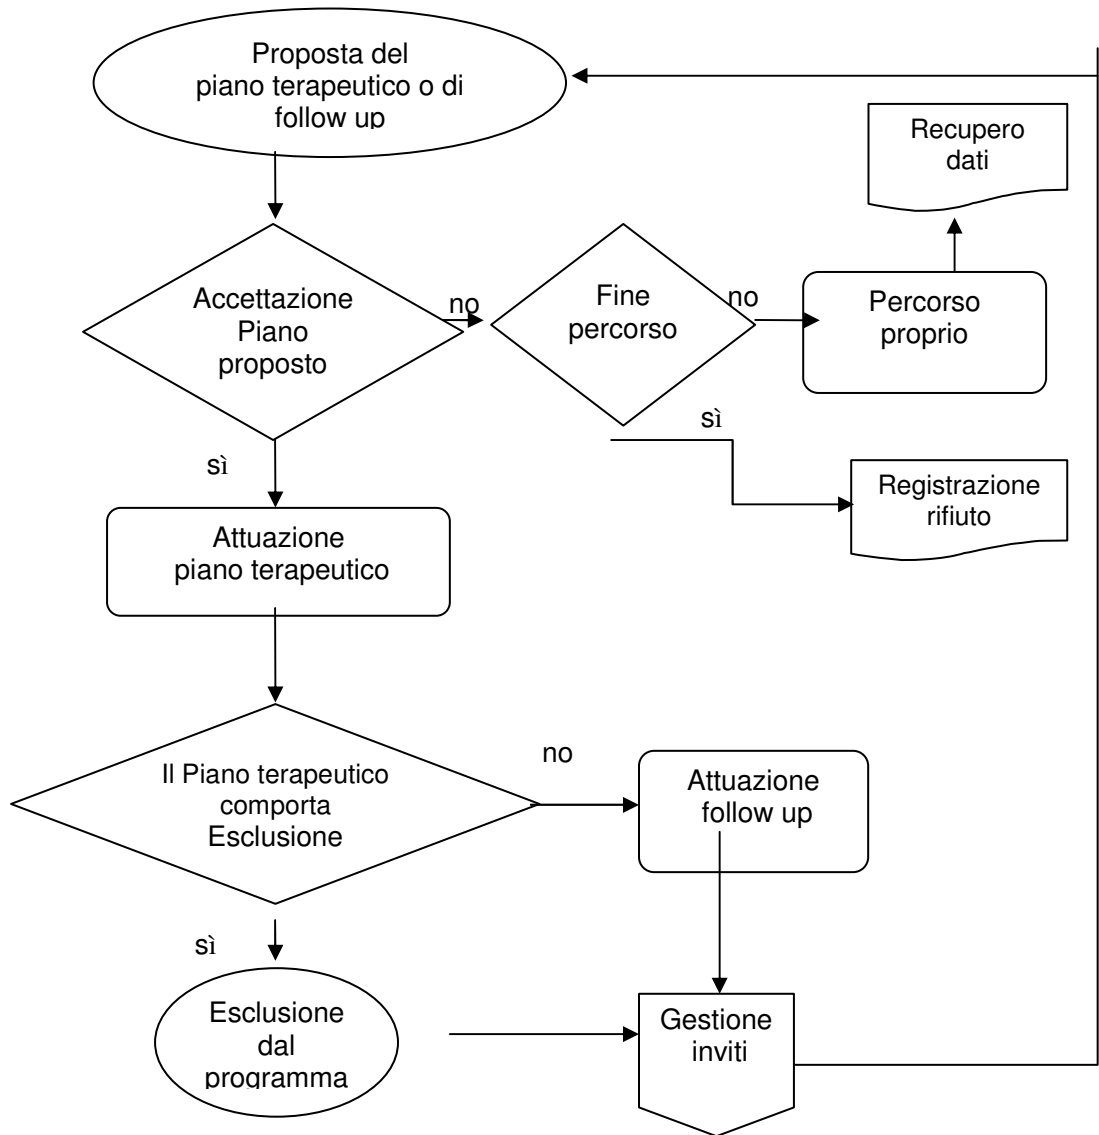 Proposta del
piano terapeutico o di
follow up
Recupero
dati
Accettazione
Piano
proposto
no
Fine
percorso
no
Percorso
proprio
sì
sì
Registrazione
rifiuto
Attuazione
piano terapeutico
Il Piano terapeutico
comporta
Esclusione
no
Attuazione
follow up
sì
Esclusione
dal
programma
Gestione
inviti